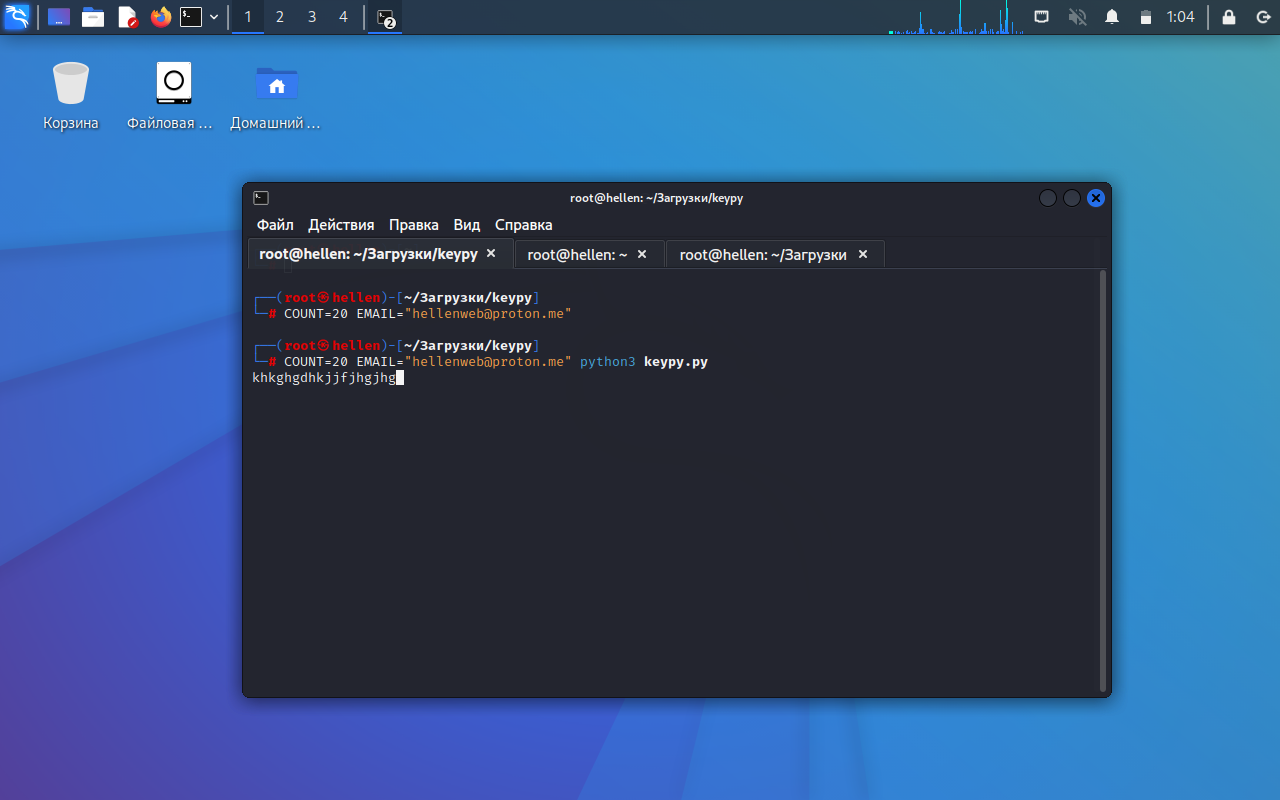 1 2 3 4 2 1:04
Корзина Файловая ... Домашний ...
root@hellen: ~/Загрузки/keypy
Файл Действия Правка Вид Справка
root@hellen: ~/Загрузки/keypy × root@hellen: ~ × root@hellen: ~/Загрузки ×
┌──(root㉿hellen)-[~/Загрузки/keypy]
└─# COUNT=20 EMAIL="hellenweb@proton.me"
┌──(root㉿hellen)-[~/Загрузки/keypy]
└─# COUNT=20 EMAIL="hellenweb@proton.me" python3 keypy.py
khkghgdhkjjfjhgjhg